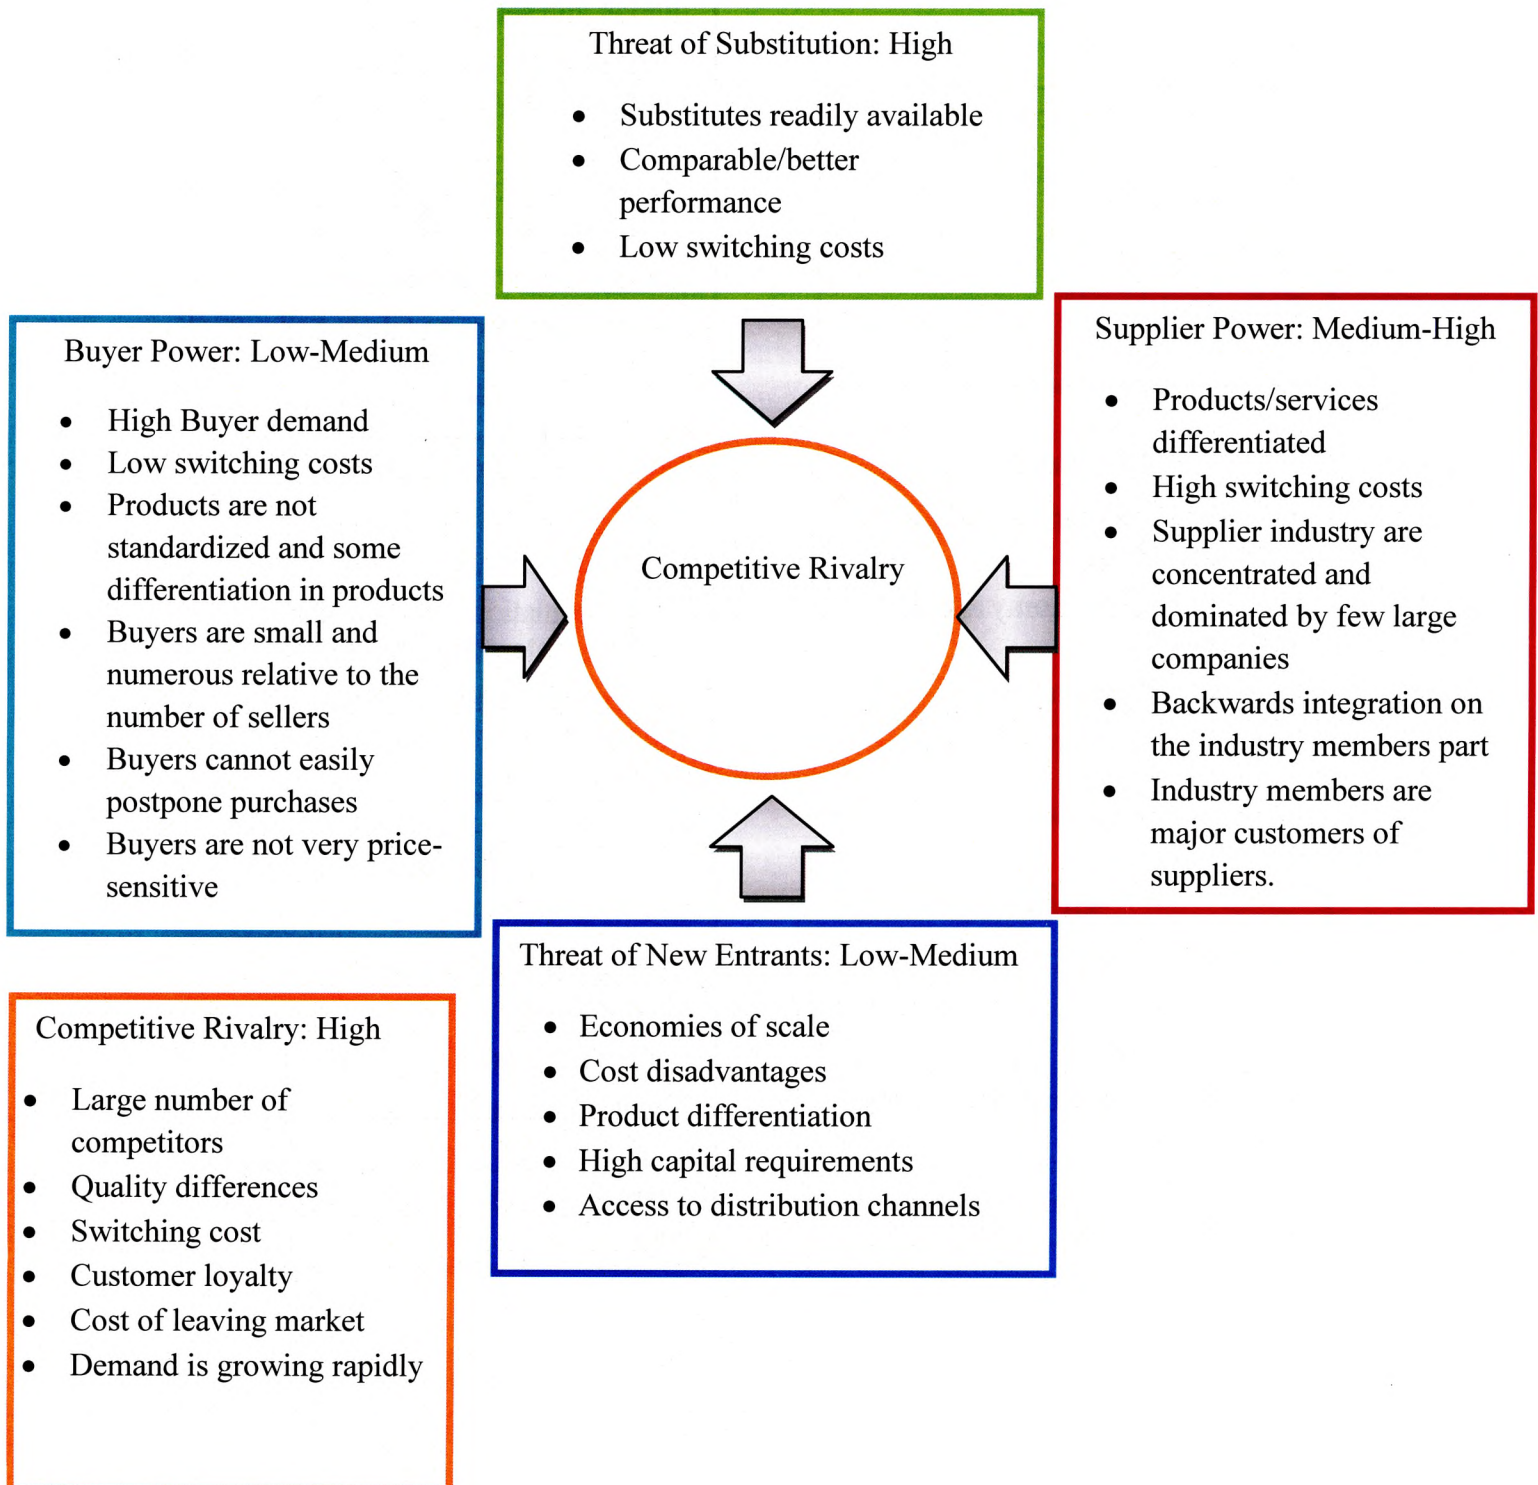 Threat of Substitution: High
• Substitutes readily available
• Comparable/better
performance
• Low switching costs
Buyer Power: Low-Medium
• High Buyer demand
• Low switching costs
• Products are not
standardized and some
differentiation in products
• Buyers are small and
numerous relative to the
number of sellers
• Buyers cannot easily
postpone purchases
• Buyers are not very price-
sensitive
Competitive Rivalry
Supplier Power: Medium-High
• Products/services
differentiated
• High switching costs
• Supplier industry are
concentrated and
dominated by few large
companies
• Backwards integration on
the industry members part
• Industry members are
major customers of
suppliers.
Threat of New Entrants: Low-Medium
• Economies of scale
• Cost disadvantages
• Product differentiation
• High capital requirements
• Access to distribution channels
Competitive Rivalry: High
• Large number of
competitors
• Quality differences
• Switching cost
• Customer loyalty
• Cost of leaving market
• Demand is growing rapidly